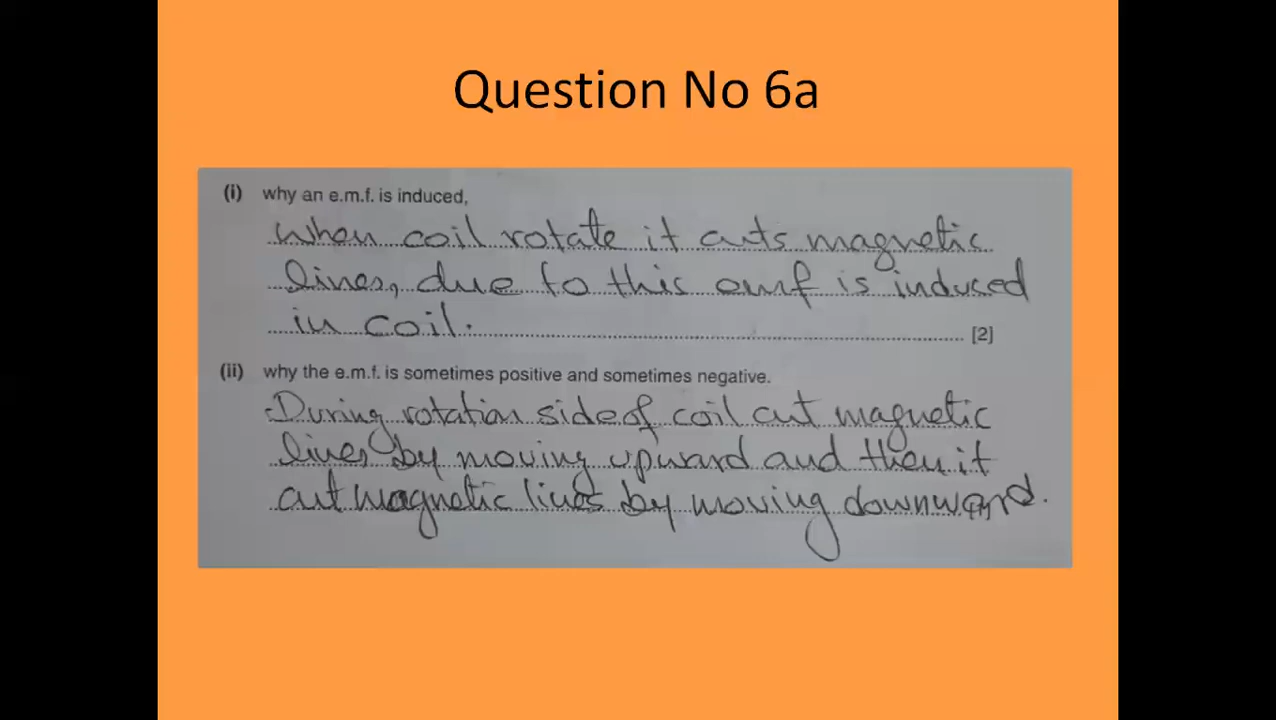 Question No 6a
(i) why an e.m.f. is induced,
When coil rotate it cuts magnetic
lines, due to this emf is induced
in coil.
[2]
(ii) why the e.m.f. is sometimes positive and sometimes negative.
During rotation side of coil cut magnetic
lines by moving upward and then it
cut magnetic lines by moving downward.